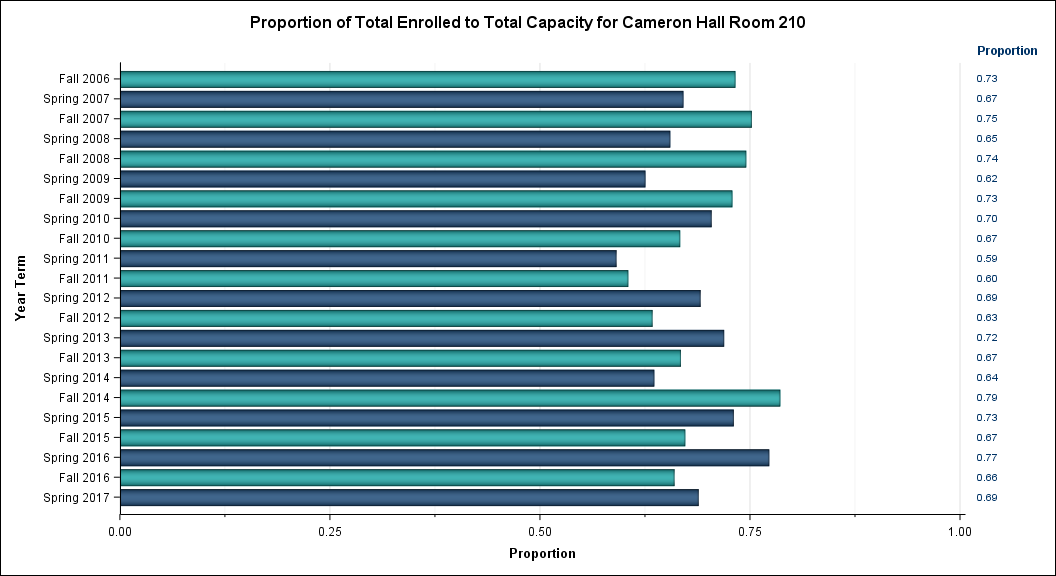 Proportion of Total Enrolled to Total Capacity for Cameron Hall Room 210
Proportion
Fall 2006 0.73
Spring 2007 0.67
Fall 2007 0.75
Spring 2008 0.65
Fall 2008 0.74
Spring 2009 0.62
Fall 2009 0.73
Spring 2010 0.70
Fall 2010 0.67
Spring 2011 0.59
Fall 2011 0.60
Spring 2012 0.69
Fall 2012 0.63
Spring 2013 0.72
Fall 2013 0.67
Spring 2014 0.64
Fall 2014 0.79
Spring 2015 0.73
Fall 2015 0.67
Spring 2016 0.77
Fall 2016 0.66
Spring 2017 0.69
Year Term
0.00 0.25 0.50 0.75 1.00
Proportion